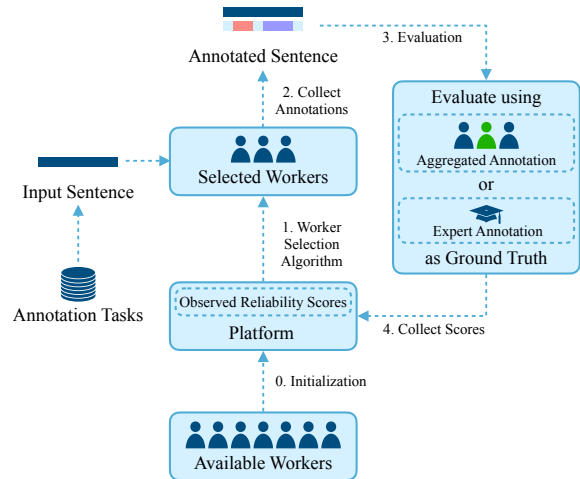 Annotated Sentence
3. Evaluation
2. Collect
Annotations
Evaluate using
Aggregated Annotation
or
Expert Annotation
as Ground Truth
Selected Workers
Input Sentence
1. Worker
Selection
Algorithm
Annotation Tasks
Observed Reliability Scores
Platform
4. Collect Scores
0. Initialization
Available Workers